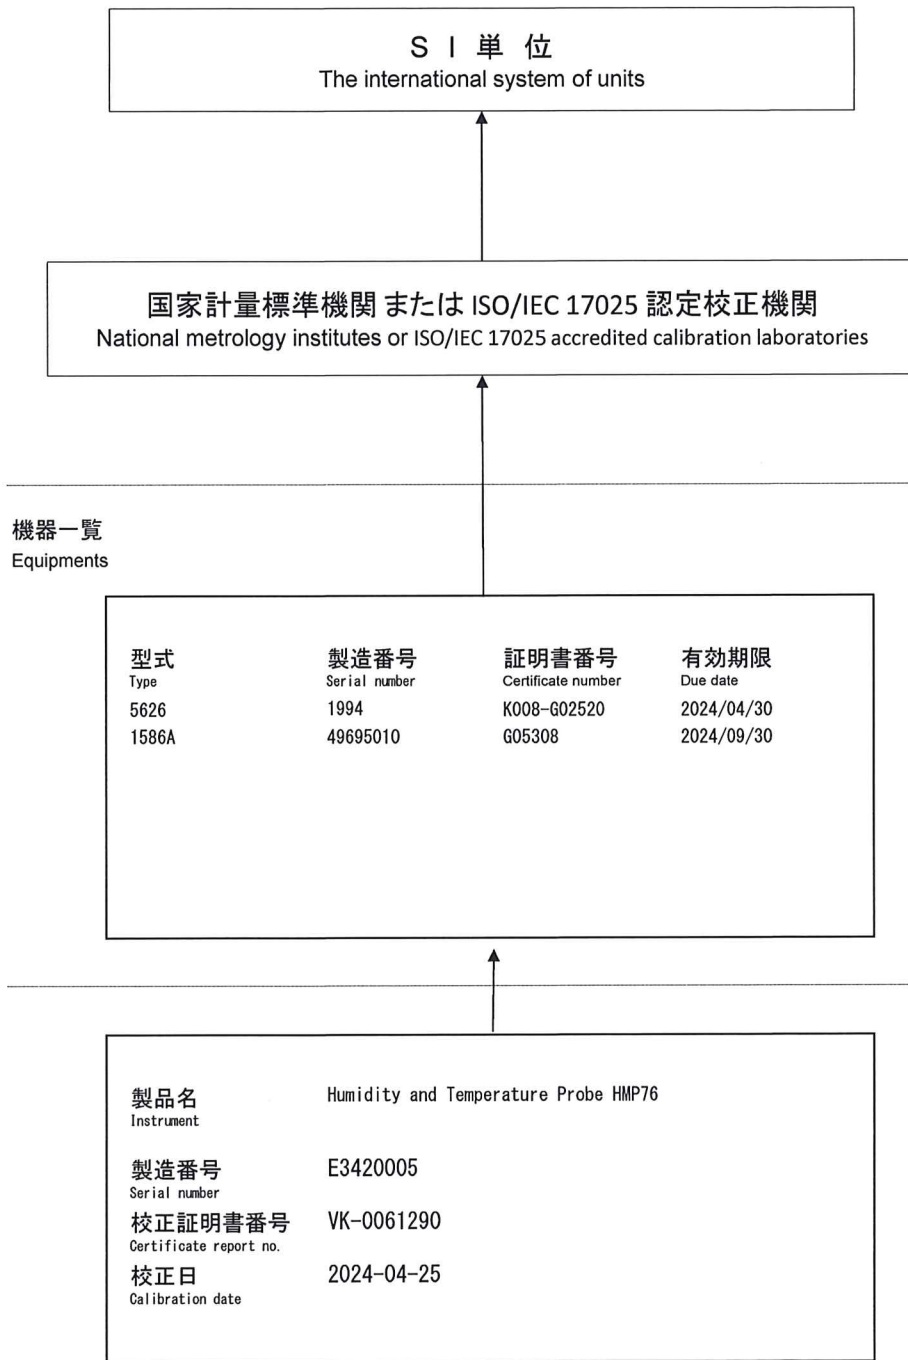 SI単位
The international system of units
国家計量標準機関 または ISO/IEC 17025 認定校正機関
National metrology institutes or ISO/IEC 17025 accredited calibration laboratories
機器一覧
Equipments
型式 製造番号 証明書番号 有効期限
Type Serial number Certificate number Due date
5626 1994 K008-G02520 2024/04/30
1586A 49695010 G05308 2024/09/30
製品名 Humidity and Temperature Probe HMP76
Instrument
製造番号 E3420005
Serial number
校正証明書番号 VK-0061290
Certificate report no.
校正日 2024-04-25
Calibration date